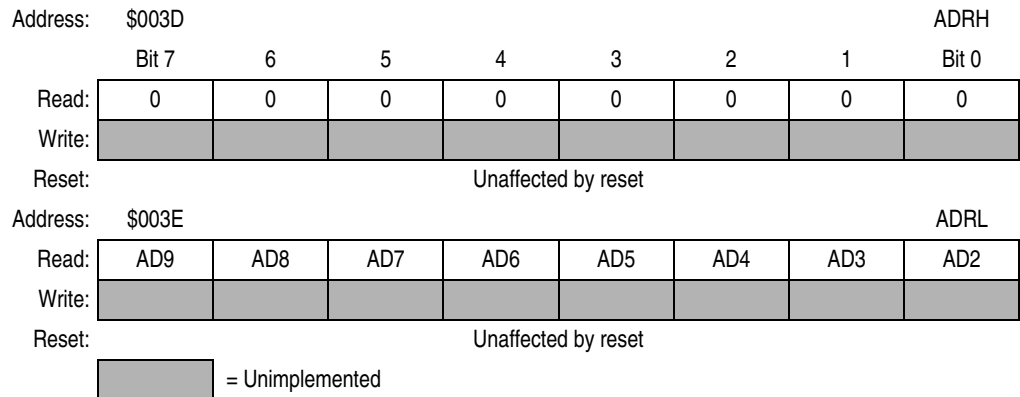 Address: $003D ADRH
Bit 7 6 5 4 3 2 1 Bit 0
Read: 0 0 0 0 0 0 0 0
Write:
Reset: Unaffected by reset
Address: $003E ADRL
Read: AD9 AD8 AD7 AD6 AD5 AD4 AD3 AD2
Write:
Reset: Unaffected by reset
= Unimplemented